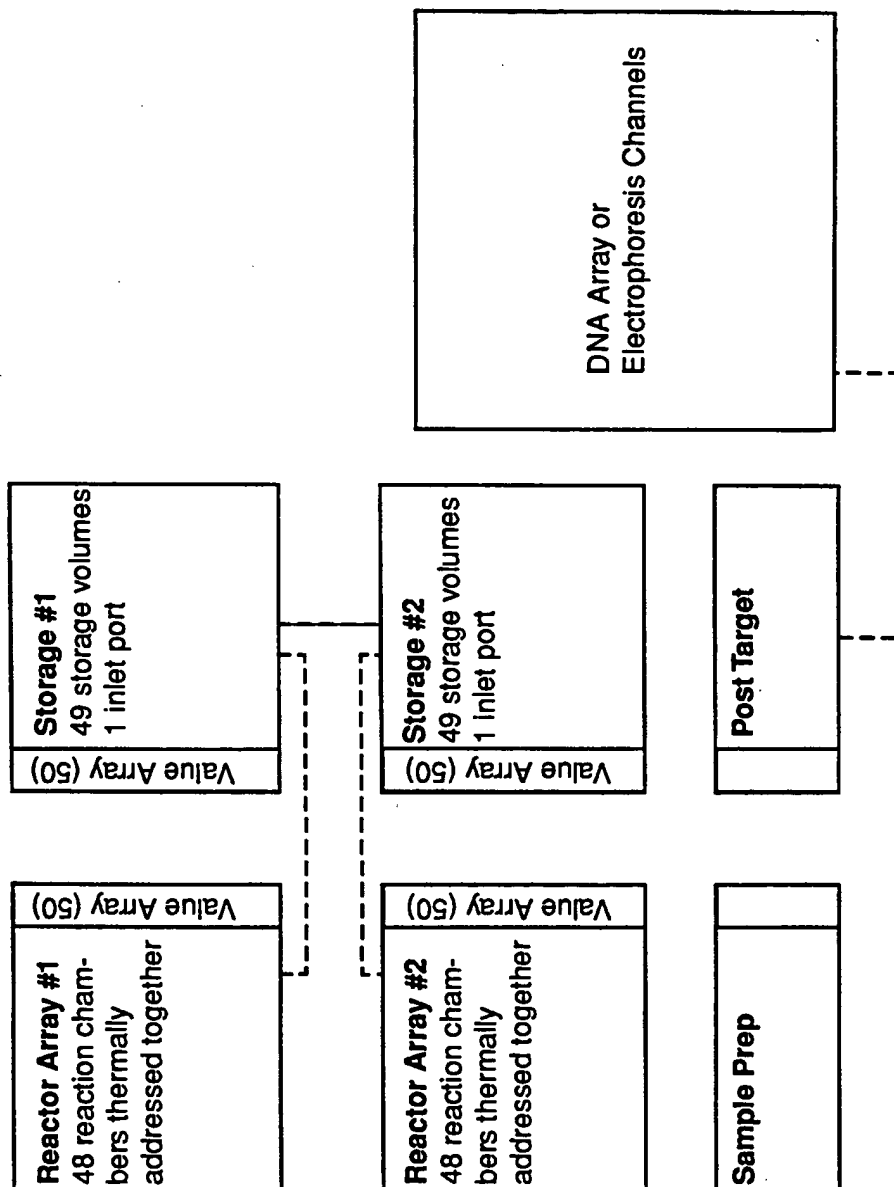 Reactor Array #1
48 reaction cham-
bers thermally
addressed together
Value Array (50)
Value Array (50)
Storage #1
49 storage volumes
1 inlet port
Reactor Array #2
48 reaction cham-
bers thermally
addressed together
Value Array (50)
Value Array (50)
Storage #2
49 storage volumes
1 inlet port
DNA Array or
Electrophoresis Channels
Sample Prep
Post Target